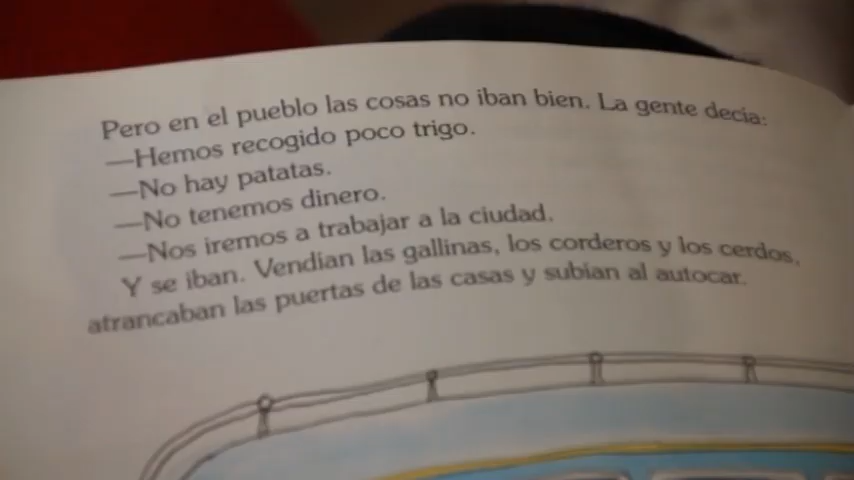 Pero en el pueblo las cosas no iban bien. La gente decía:
—Hemos recogido poco trigo.
—No hay patatas.
—No tenemos dinero.
—Nos iremos a trabajar a la ciudad.
Y se iban. Vendían las gallinas, los corderos y los cerdos,
atrancaban las puertas de las casas y subían al autocar.